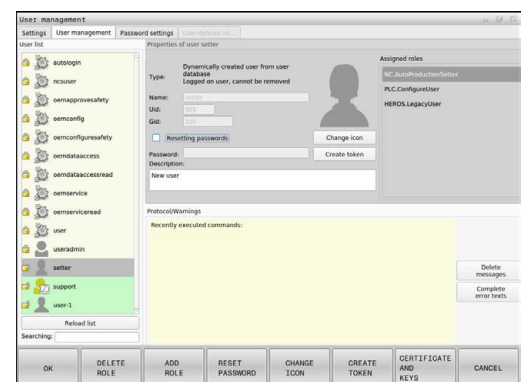 User management
Settings
User management
Password settings
User list
Properties of user setter
autologin
ncsuser
oemapprovesafety
oemconfig
oemconfiguresafety
oemdataaccess
oemdataaccessread
oemservice
oemserviceread
user
useradmin
setter
support
user-1
Reload list
Searching:
Type:
Dynamically created user from user
database
Logged on user, cannot be removed
Name:
setter
Uid:
Gid:
100
Resetting passwords
Change icon
Password:
Create token
Description:
New user
Assigned roles
NC.AutoProductionSetter
PLC.ConfigureUser
HEROS.LegacyUser
Protocol/Warnings
Recently executed commands:
Delete
messages
Complete
error texts
OK
DELETE
ROLE
ADD
ROLE
RESET
PASSWORD
CHANGE
ICON
CREATE
TOKEN
CERTIFICATE
AND
KEYS
CANCEL